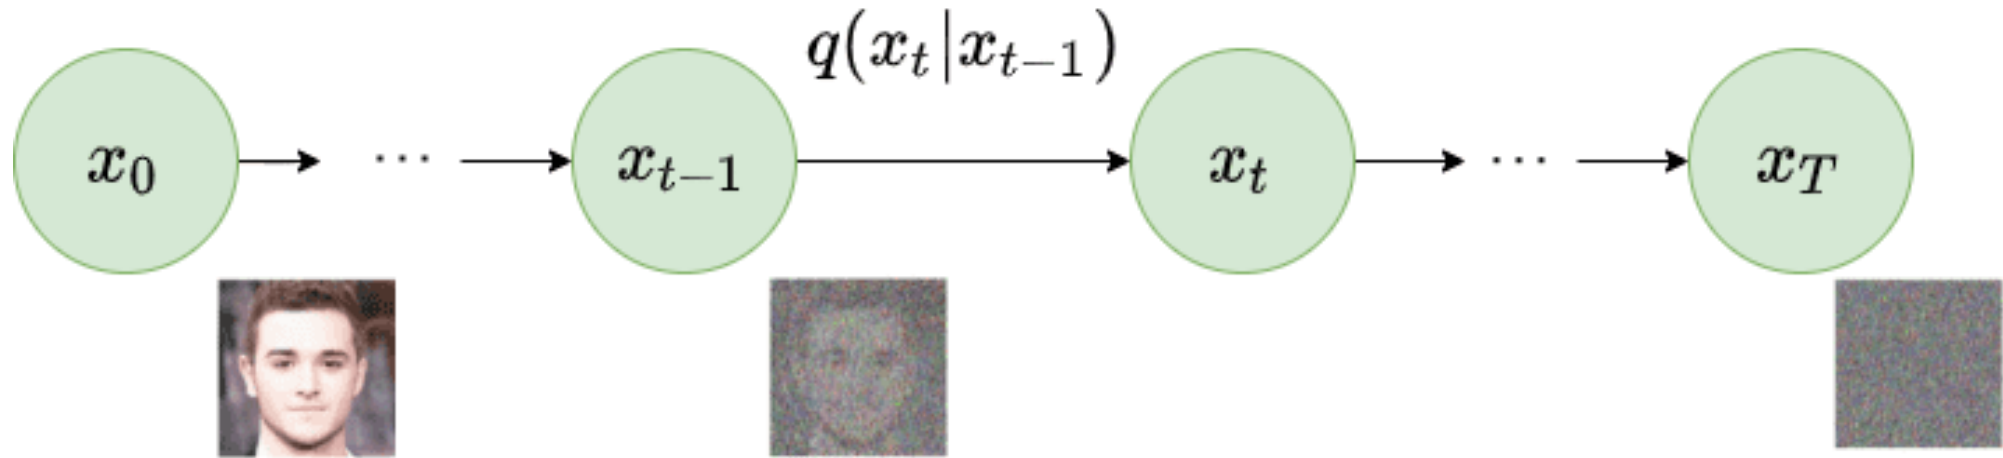 q(x_t|x_{t-1})
x_0 ··· x_{t-1} x_t ··· x_T